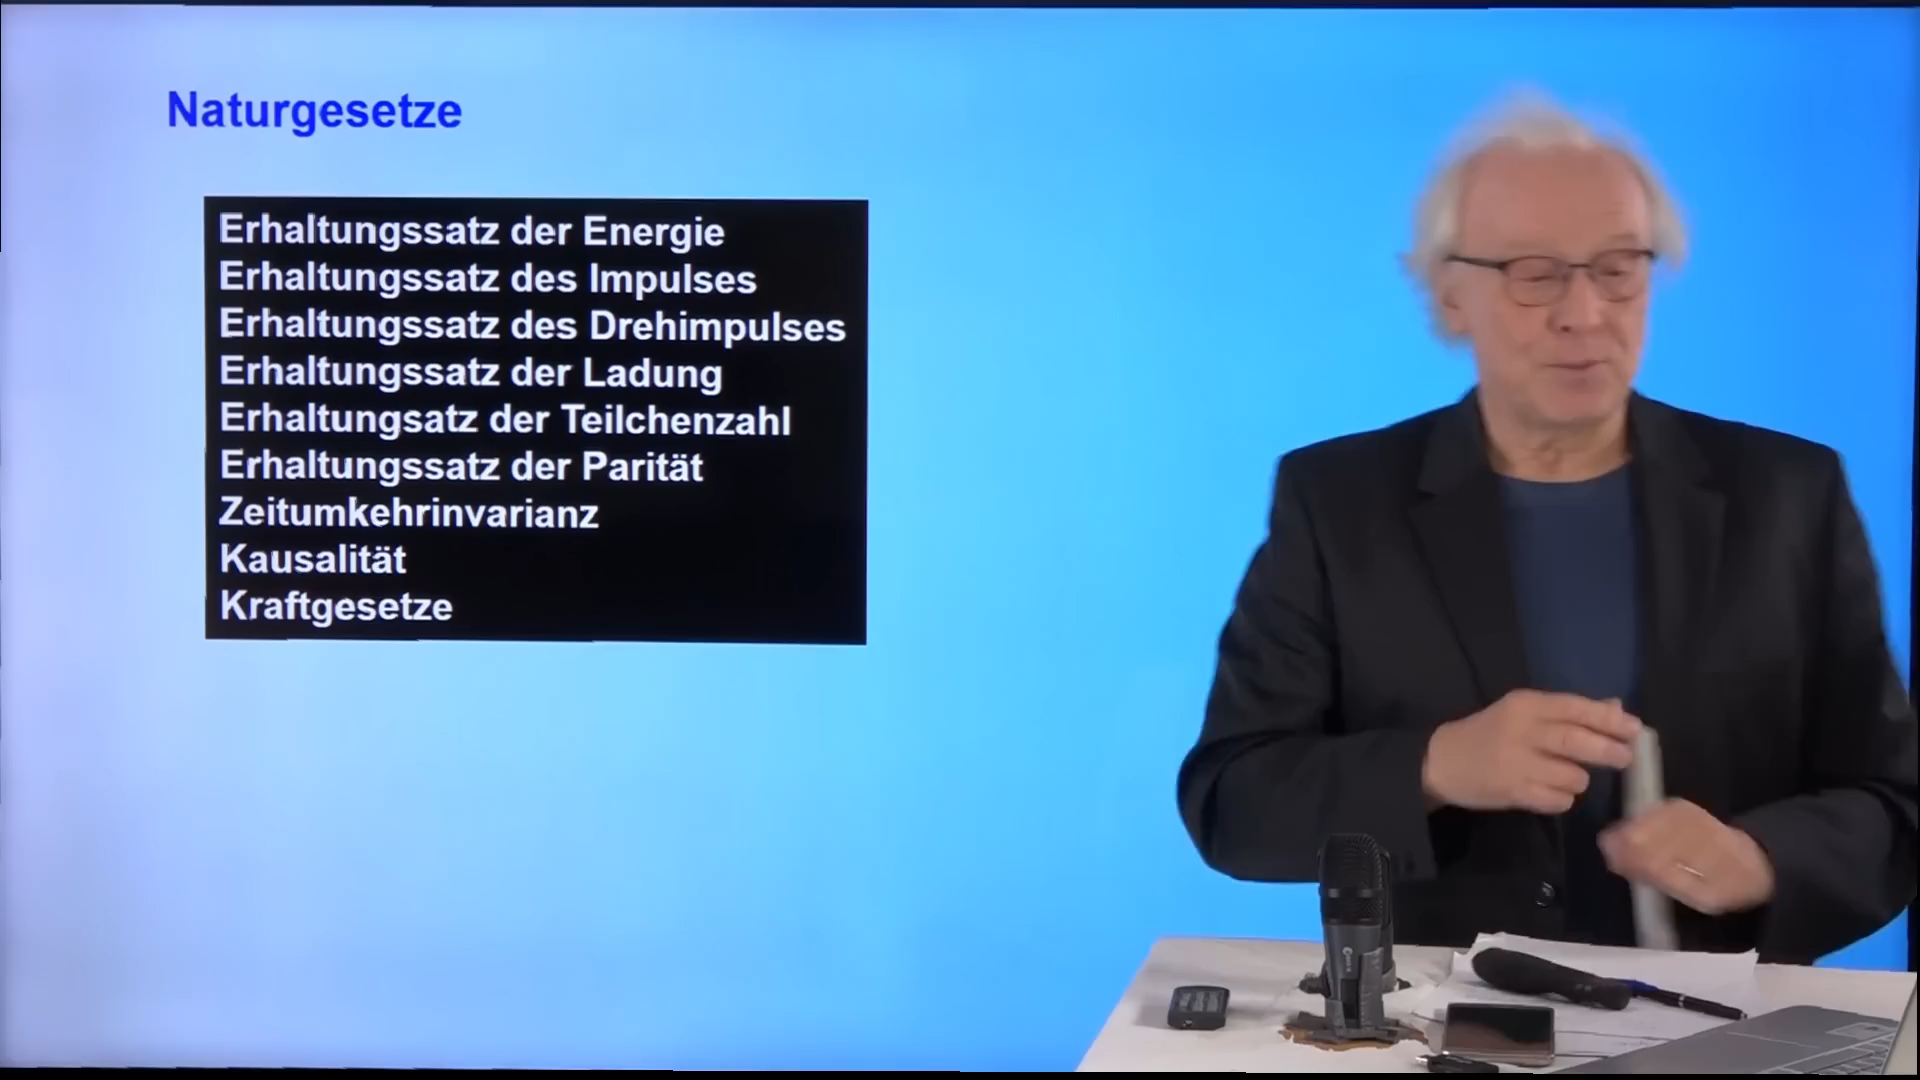 Naturgesetze
Erhaltungssatz der Energie
Erhaltungssatz des Impulses
Erhaltungssatz des Drehimpulses
Erhaltungssatz der Ladung
Erhaltungsatz der Teilchenzahl
Erhaltungssatz der Parität
Zeitumkehrinvarianz
Kausalität
Kraftgesetze